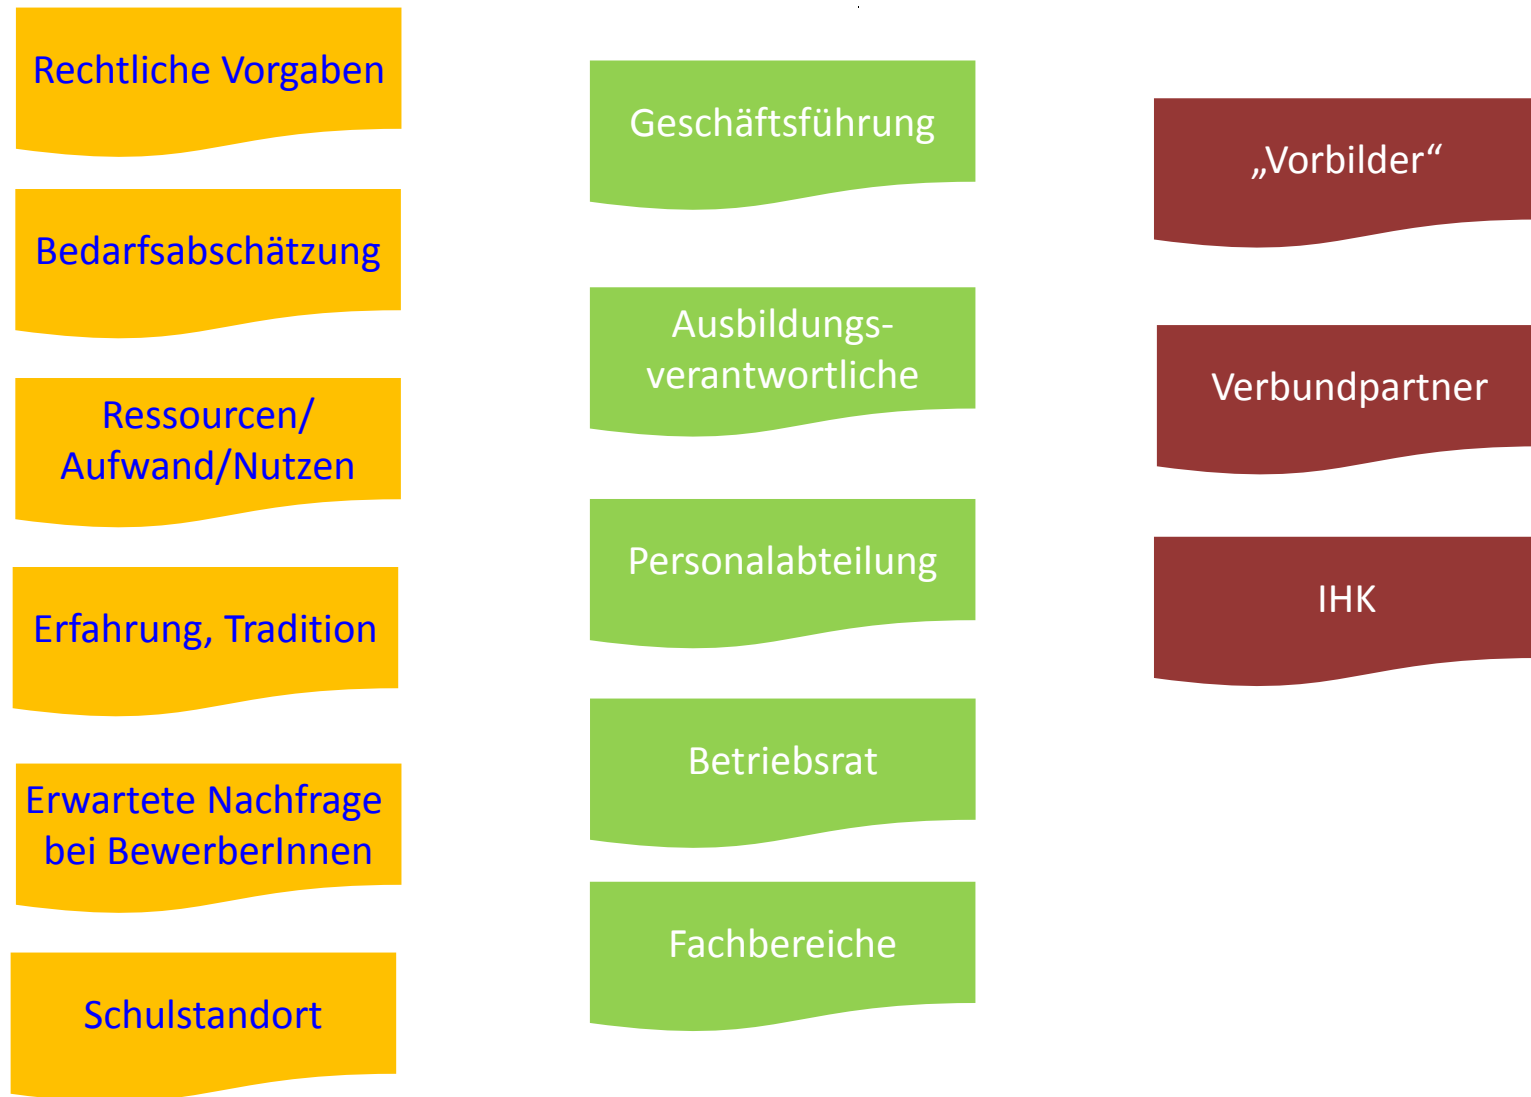 Rechtliche Vorgaben
Bedarfsabschätzung
Ressourcen/
Aufwand/Nutzen
Erfahrung, Tradition
Erwartete Nachfrage
bei BewerberInnen
Schulstandort
Geschäftsführung
Ausbildungs-
verantwortliche
Personalabteilung
Betriebsrat
Fachbereiche
„Vorbilder“
Verbundpartner
IHK